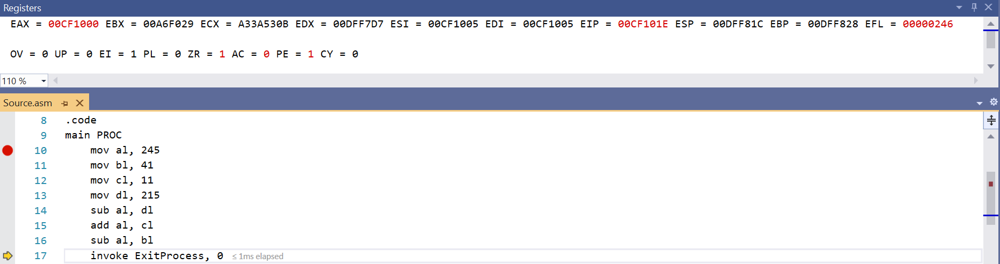 Registers
EAX = 00CF1000 EBX = 00A6F029 ECX = A33A530B EDX = 00DFF7D7 ESI = 00CF1005 EDI = 00CF1005 EIP = 00CF101E ESP = 00DFF81C EBP = 00DFF828 EFL = 00000246
OV = 0 UP = 0 EI = 1 PL = 0 ZR = 1 AC = 0 PE = 1 CY = 0
110 %
Source.asm
8 .code
9 main PROC
10 mov al, 245
11 mov bl, 41
12 mov cl, 11
13 mov dl, 215
14 sub al, dl
15 add al, cl
16 sub al, bl
17 invoke ExitProcess, 0 ≤ 1ms elapsed